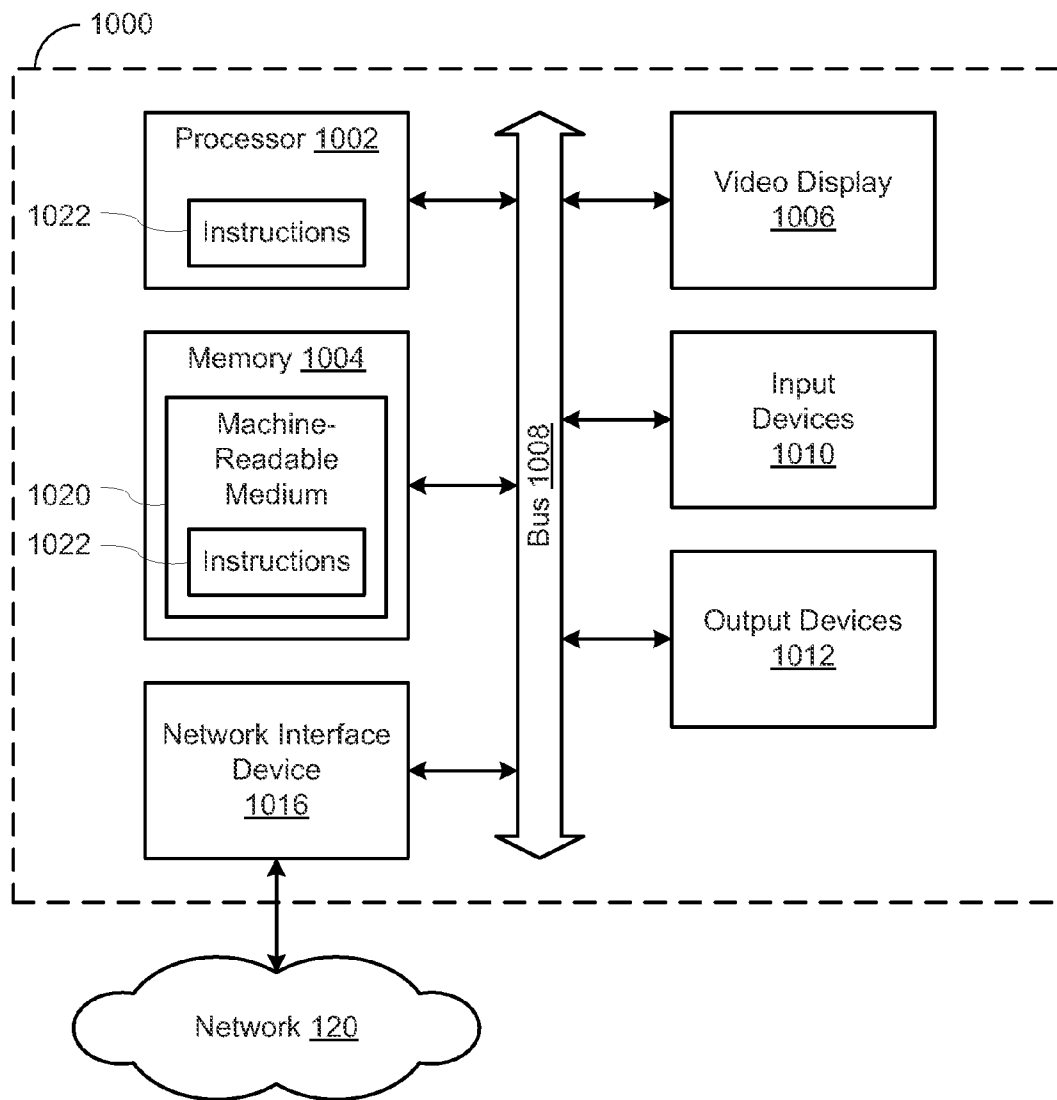 1000
Processor 1002
1022
Instructions
Memory 1004
Machine-
Readable
Medium
1020
1022
Instructions
Network Interface
Device
1016
Bus 1008
Video Display
1006
Input
Devices
1010
Output Devices
1012
Network 120